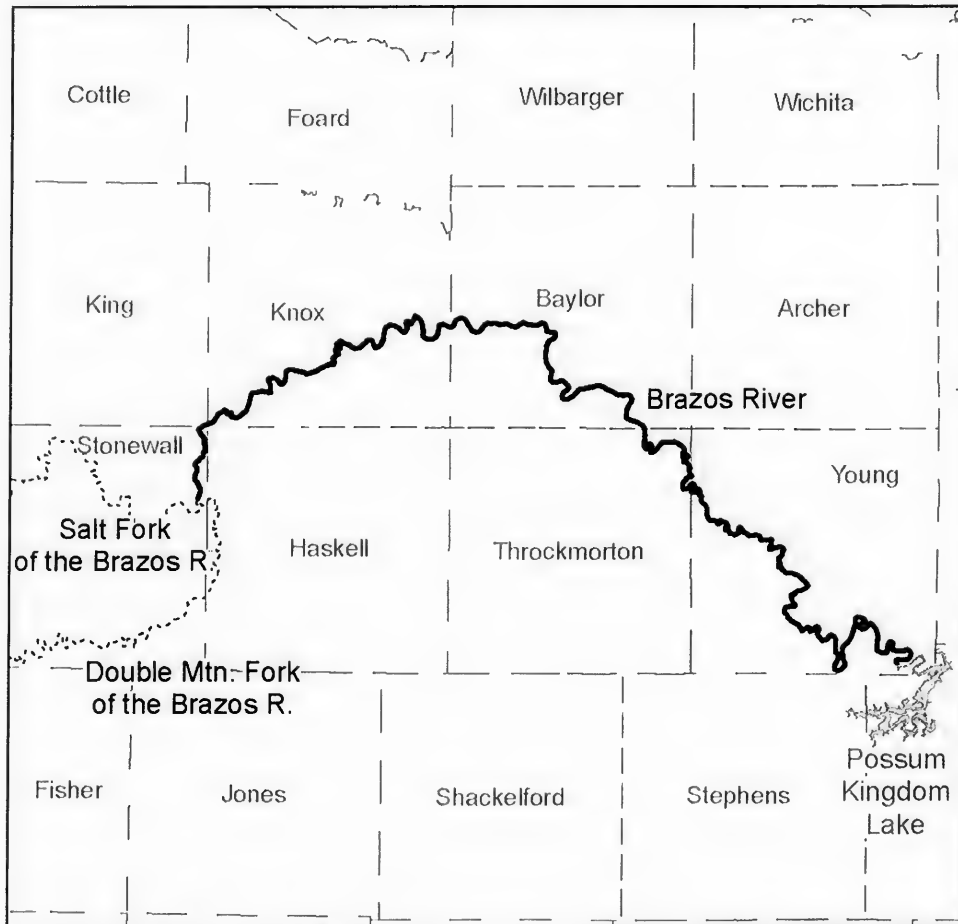 Cottle
Foard
Wilbarger
Wichita
King
Knox
Baylor
Archer
Brazos River
Stonewall
Young
Salt Fork
of the Brazos R.
Haskell
Throckmorton
Double Mtn. Fork
of the Brazos R.
Fisher
Jones
Shackelford
Stephens
Possum
Kingdom
Lake